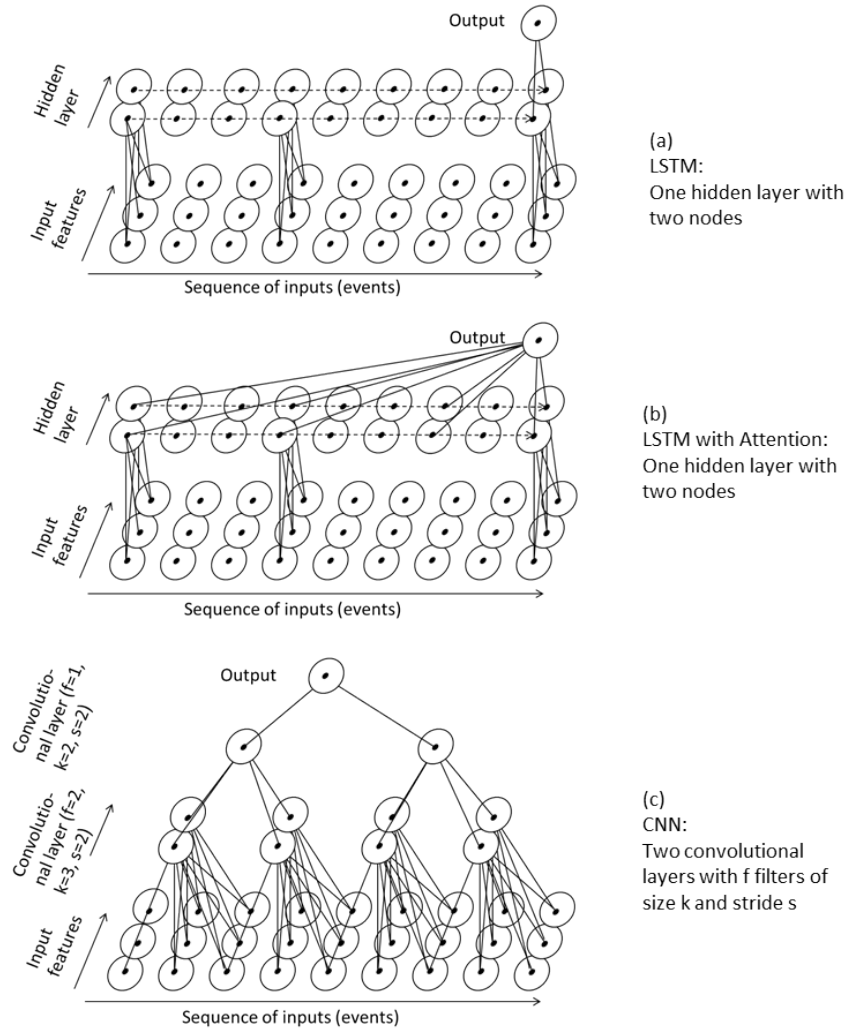 Output
Hidden
layer
(a)
LSTM:
One hidden layer with
two nodes
Input
features
Sequence of inputs (events)
Output
Hidden
layer
(b)
LSTM with Attention:
One hidden layer with
two nodes
Input
features
Sequence of inputs (events)
Convolutio-
nal layer (f=1,
k=2, s=2)
Output
Convolutio-
nal layer (f=2,
k=3, s=2)
(c)
CNN:
Two convolutional
layers with f filters of
size k and stride s
Input
features
Sequence of inputs (events)